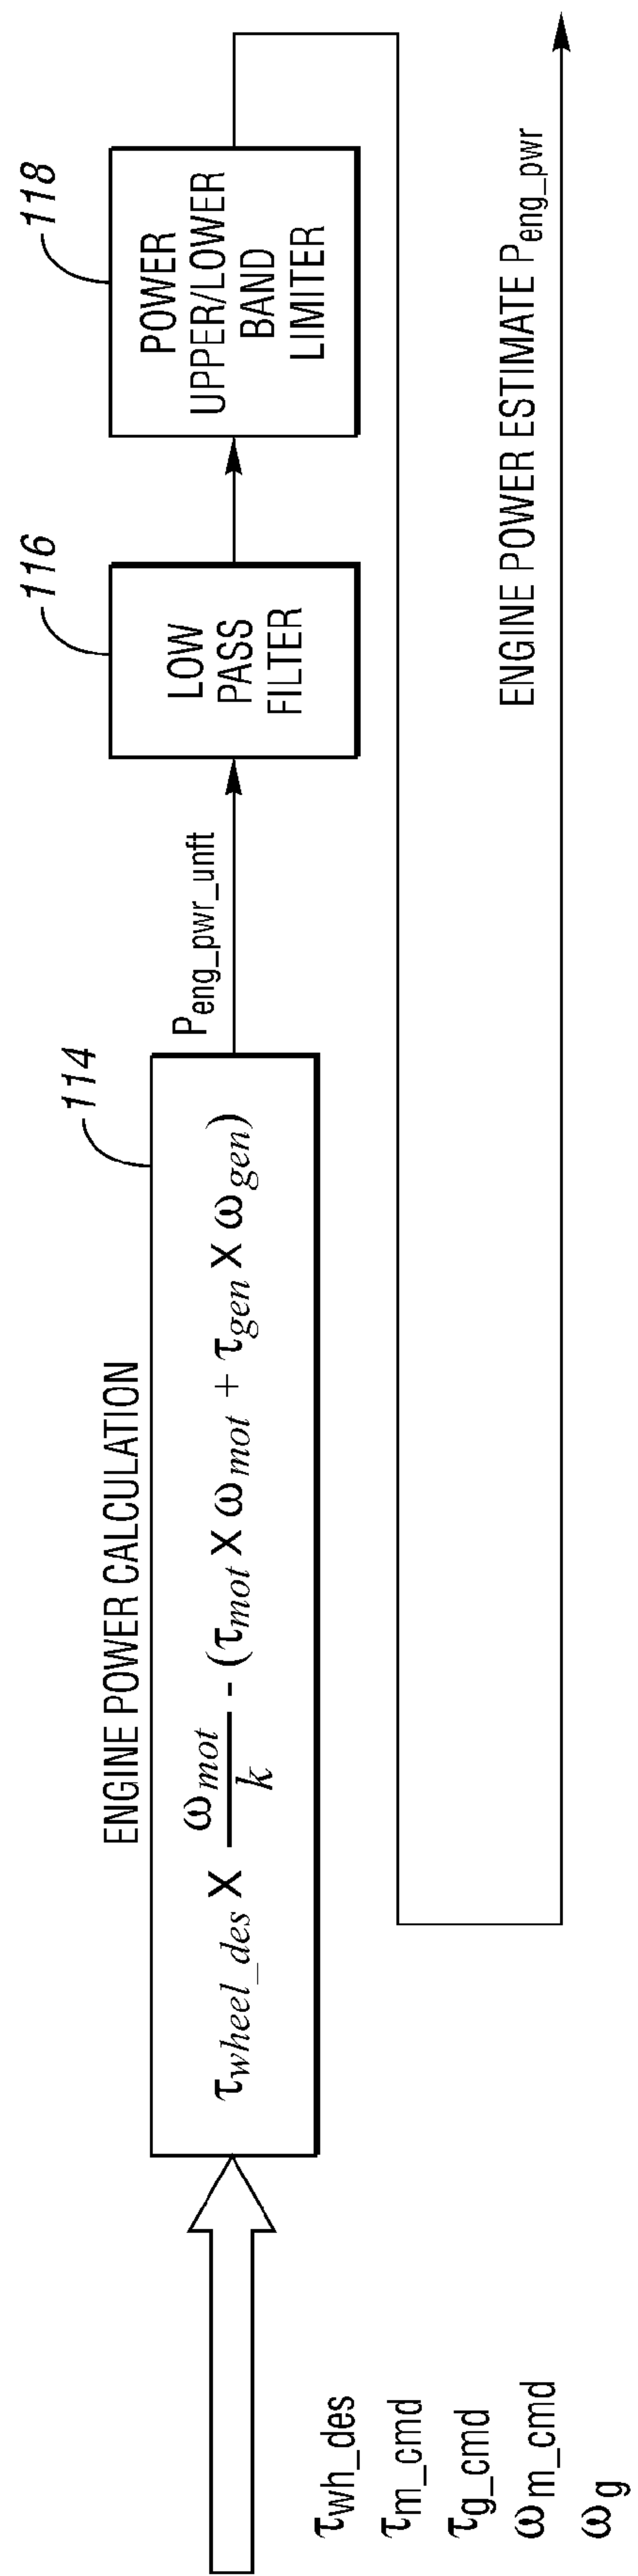 τwh_des
τm_cmd
τg_cmd
ωm_cmd
ωg
ENGINE POWER CALCULATION
114
τwheel_des × ωmot/k - (τmot × ωmot + τgen × ωgen)
Peng_pwr_unft
116
LOW
PASS
FILTER
118
POWER
UPPER/LOWER
BAND
LIMITER
ENGINE POWER ESTIMATE Peng_pwr